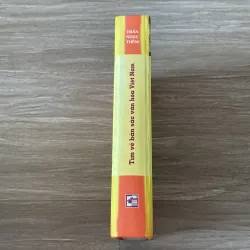 TRẦN
NGỌC
THÊM
Tìm về bản sắc văn hóa Việt Nam